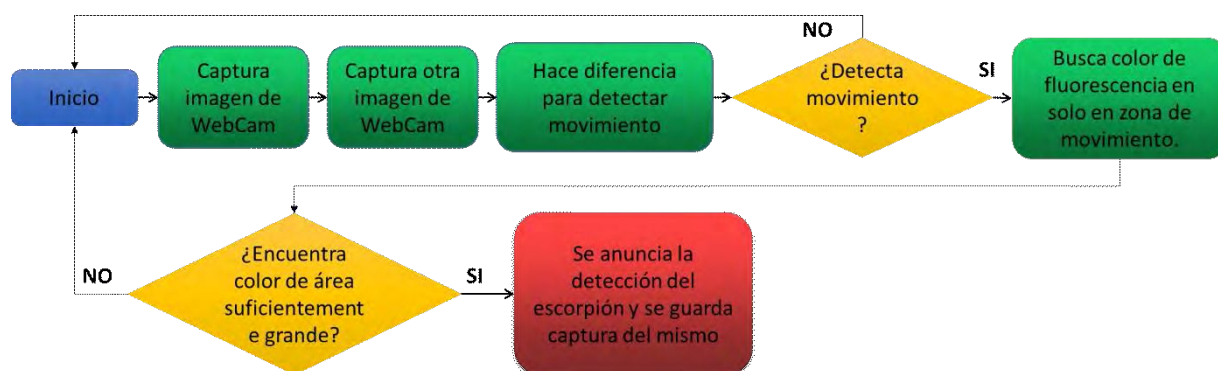 Inicio
Captura
imagen de
WebCam
Captura otra
imagen de
WebCam
Hace diferencia
para detectar
movimiento
NO
¿Detecta
movimiento
?
SI
Busca color de
fluorescencia en
solo en zona de
movimiento.
¿Encuentra
color de área
suficientement
e grande?
NO
SI
Se anuncia la
detección del
escorpión y se guarda
captura del mismo